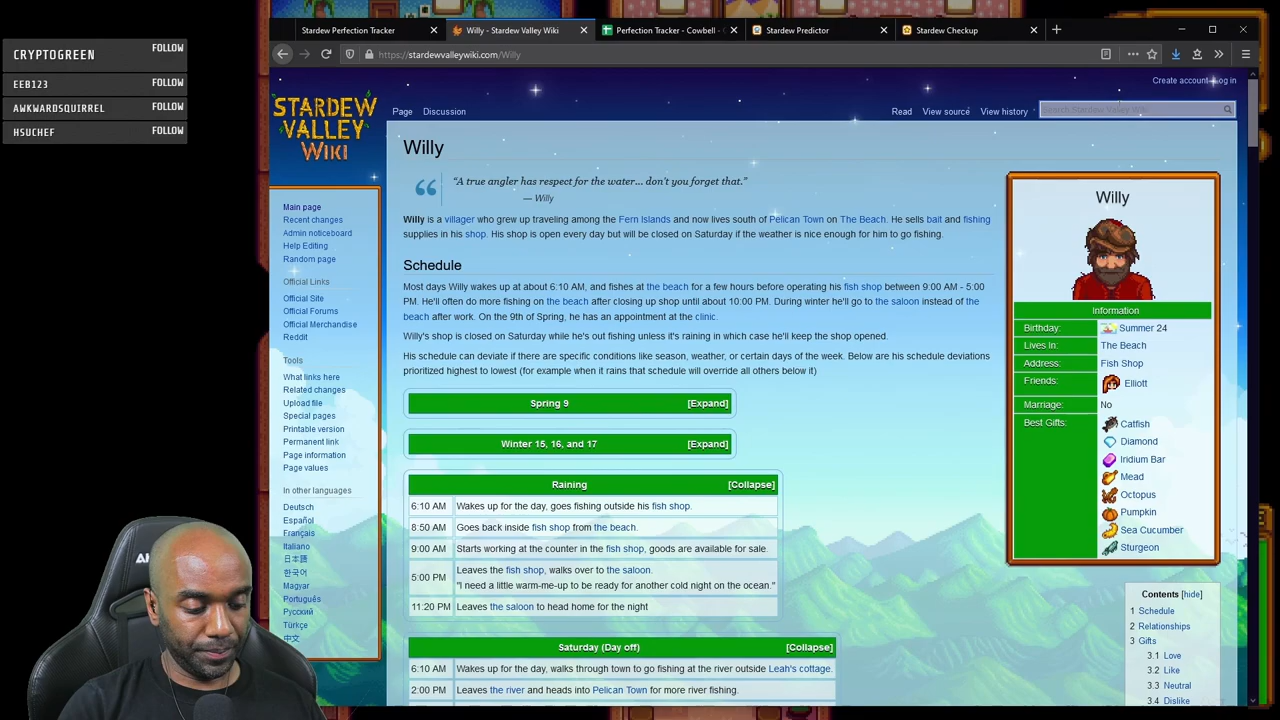 CRYPTOGREEN FOLLOW
EEB123 FOLLOW
AWKWARDSQUIRREL FOLLOW
HSUCHEF FOLLOW
Stardew Perfection Tracker
Willy - Stardew Valley Wiki
Perfection Tracker - Cowbell -
Stardew Predictor
Stardew Checkup
https://stardewvalleywiki.com/Willy
Create account Log in
STARDEW
VALLEY
WIKI
Page Discussion
Read View source View history
Search Stardew Valley Wiki
Main page
Recent changes
Admin noticeboard
Help Editing
Random page
Official Links
Official Site
Official Forums
Official Merchandise
Reddit
Tools
What links here
Related changes
Upload file
Special pages
Printable version
Permanent link
Page information
Page values
In other languages
Deutsch
Español
Français
Italiano
日本語
한국어
Magyar
Português
Русский
Türkçe
中文
Willy
“A true angler has respect for the water... don't you forget that.”
— Willy
Willy is a villager who grew up traveling among the Fern Islands and now lives south of Pelican Town on The Beach. He sells bait and fishing
supplies in his shop. His shop is open every day but will be closed on Saturday if the weather is nice enough for him to go fishing.
Schedule
Most days Willy wakes up at about 6:10 AM, and fishes at the beach for a few hours before operating his fish shop between 9:00 AM - 5:00
PM. He'll often do more fishing on the beach after closing up shop until about 10:00 PM. During winter he'll go to the saloon instead of the
beach after work. On the 9th of Spring, he has an appointment at the clinic.
Willy's shop is closed on Saturday while he's out fishing unless it's raining in which case he'll keep the shop opened.
His schedule can deviate if there are specific conditions like season, weather, or certain days of the week. Below are his schedule deviations
prioritized highest to lowest (for example when it rains that schedule will override all others below it)
Spring 9 [Expand]
Winter 15, 16, and 17 [Expand]
Raining [Collapse]
6:10 AM Wakes up for the day, goes fishing outside his fish shop.
8:50 AM Goes back inside fish shop from the beach.
9:00 AM Starts working at the counter in the fish shop, goods are available for sale.
5:00 PM Leaves the fish shop, walks over to the saloon.
"I need a little warm-me-up to be ready for another cold night on the ocean."
11:20 PM Leaves the saloon to head home for the night
Saturday (Day off) [Collapse]
6:10 AM Wakes up for the day, walks through town to go fishing at the river outside Leah's cottage.
2:00 PM Leaves the river and heads into Pelican Town for more river fishing.
Willy
Information
Birthday: Summer 24
Lives In: The Beach
Address: Fish Shop
Friends: Elliott
Marriage: No
Best Gifts: Catfish
Diamond
Iridium Bar
Mead
Octopus
Pumpkin
Sea Cucumber
Sturgeon
Contents [hide]
1 Schedule
2 Relationships
3 Gifts
3.1 Love
3.2 Like
3.3 Neutral
3.4 Dislike